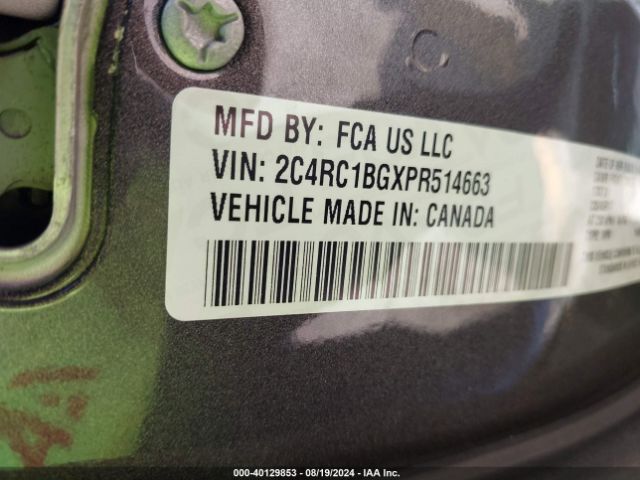 MFD BY: FCA US LLC
VIN: 2C4RC1BGXPR514663
VEHICLE MADE IN: CANADA
000-40129853 - 08/19/2024 - IAA Inc.